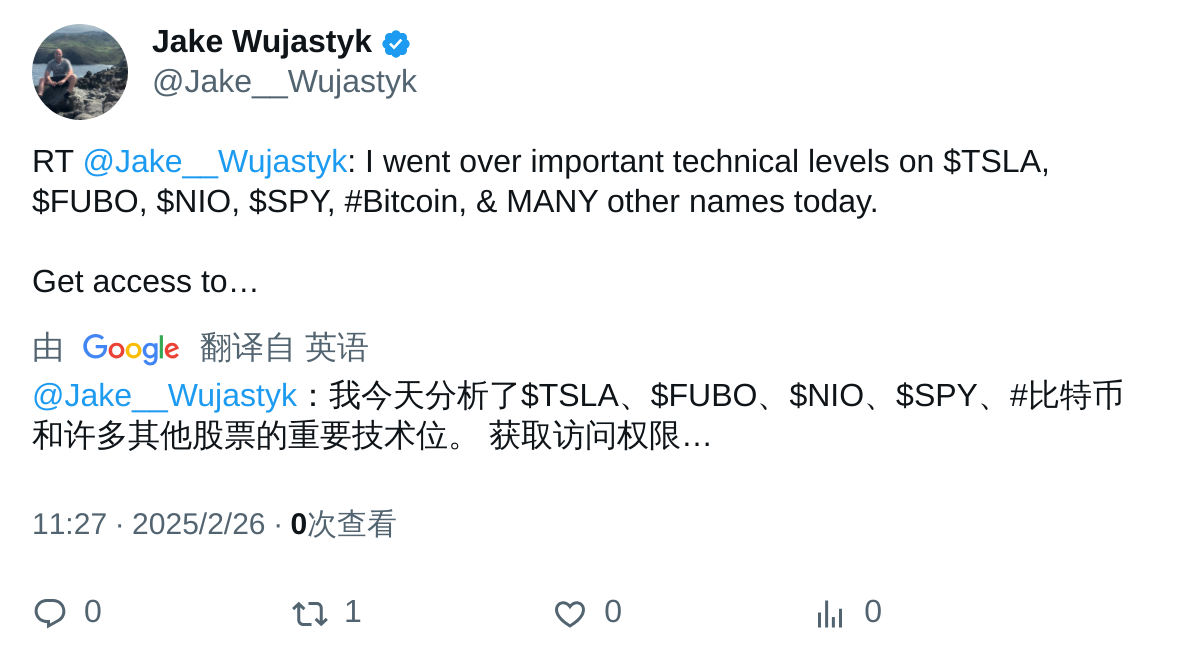 Jake Wujastyk
@Jake__Wujastyk
RT @Jake__Wujastyk: I went over important technical levels on $TSLA,
$FUBO, $NIO, $SPY, #Bitcoin, & MANY other names today.
Get access to…
由 Google 翻译自 英语
@Jake__Wujastyk：我今天分析了$TSLA、$FUBO、$NIO、$SPY、#比特币
和许多其他股票的重要技术位。 获取访问权限…
11:27 · 2025/2/26 · 0次查看
0 1 0 0